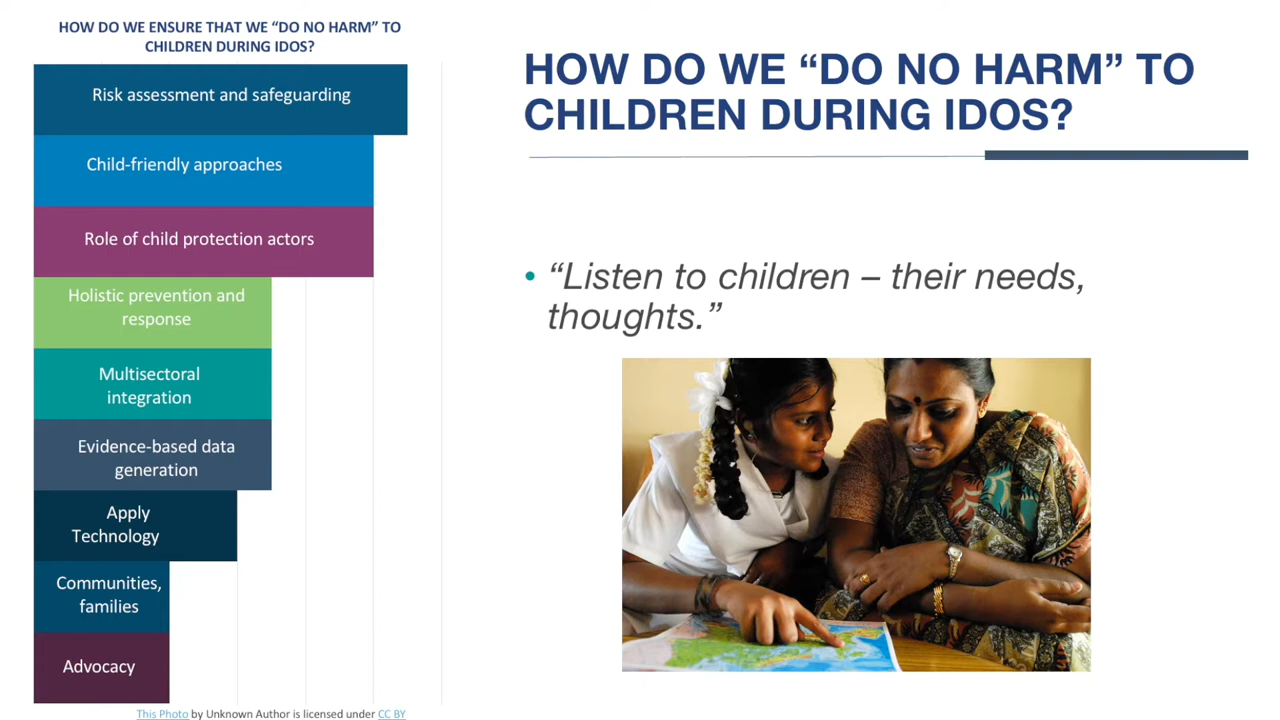 HOW DO WE ENSURE THAT WE “DO NO HARM” TO
CHILDREN DURING IDOS?
Risk assessment and safeguarding
Child-friendly approaches
Role of child protection actors
Holistic prevention and
response
Multisectoral
integration
Evidence-based data
generation
Apply
Technology
Communities,
families
Advocacy
This Photo by Unknown Author is licensed under CC BY
HOW DO WE “DO NO HARM” TO
CHILDREN DURING IDOS?
• “Listen to children – their needs,
thoughts.”